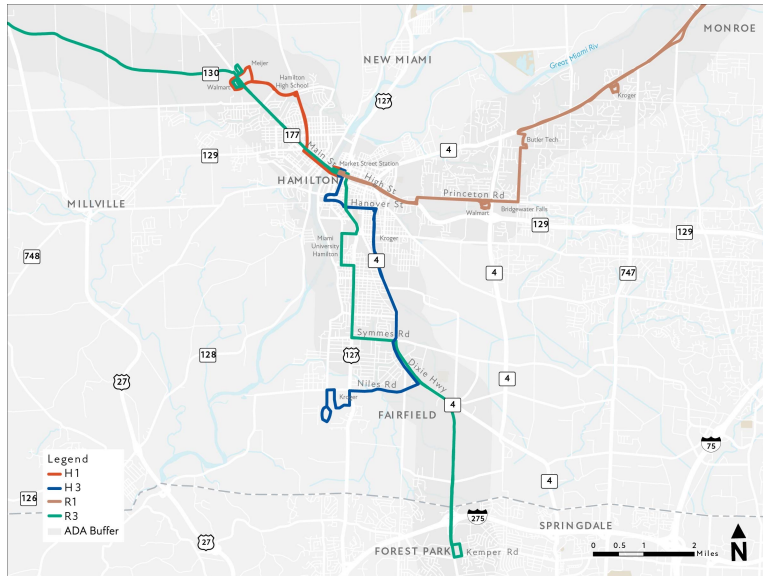 MONROE
NEW MIAMI
Great Miami Riv
Meijer
130
Hamilton
High School
Walmart
127
Kroger
177
4
Butler Tech
129
Main St
Market Street Station
HAMILTON
High St
Princeton Rd
MILLVILLE
Hanover St
Walmart
Bridgewater Falls
129
129
Miami
University
Hamilton
Kroger
748
4
4
747
Symmes Rd
128
127
Dixie Hwy
27
Niles Rd
4
Kroger
4
FAIRFIELD
75
Legend
H1
H3
R1
R3
ADA Buffer
4
126
275
SPRINGDALE
27
FOREST PARK
Kemper Rd
0 0.5 1 2
Miles
N